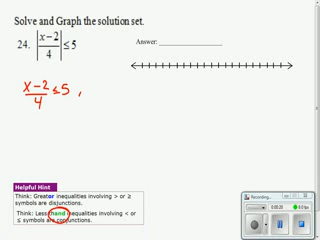 Solve and Graph the solution set.
24. |x−2/4| ≤ 5
Answer:
x-2/4 ≤ 5 ,
Helpful Hint
Think: Greator inequalities involving > or ≥
symbols are disjunctions.
Think: Less thand inequalities involving < or
≤ symbols are conjunctions.
Recording...